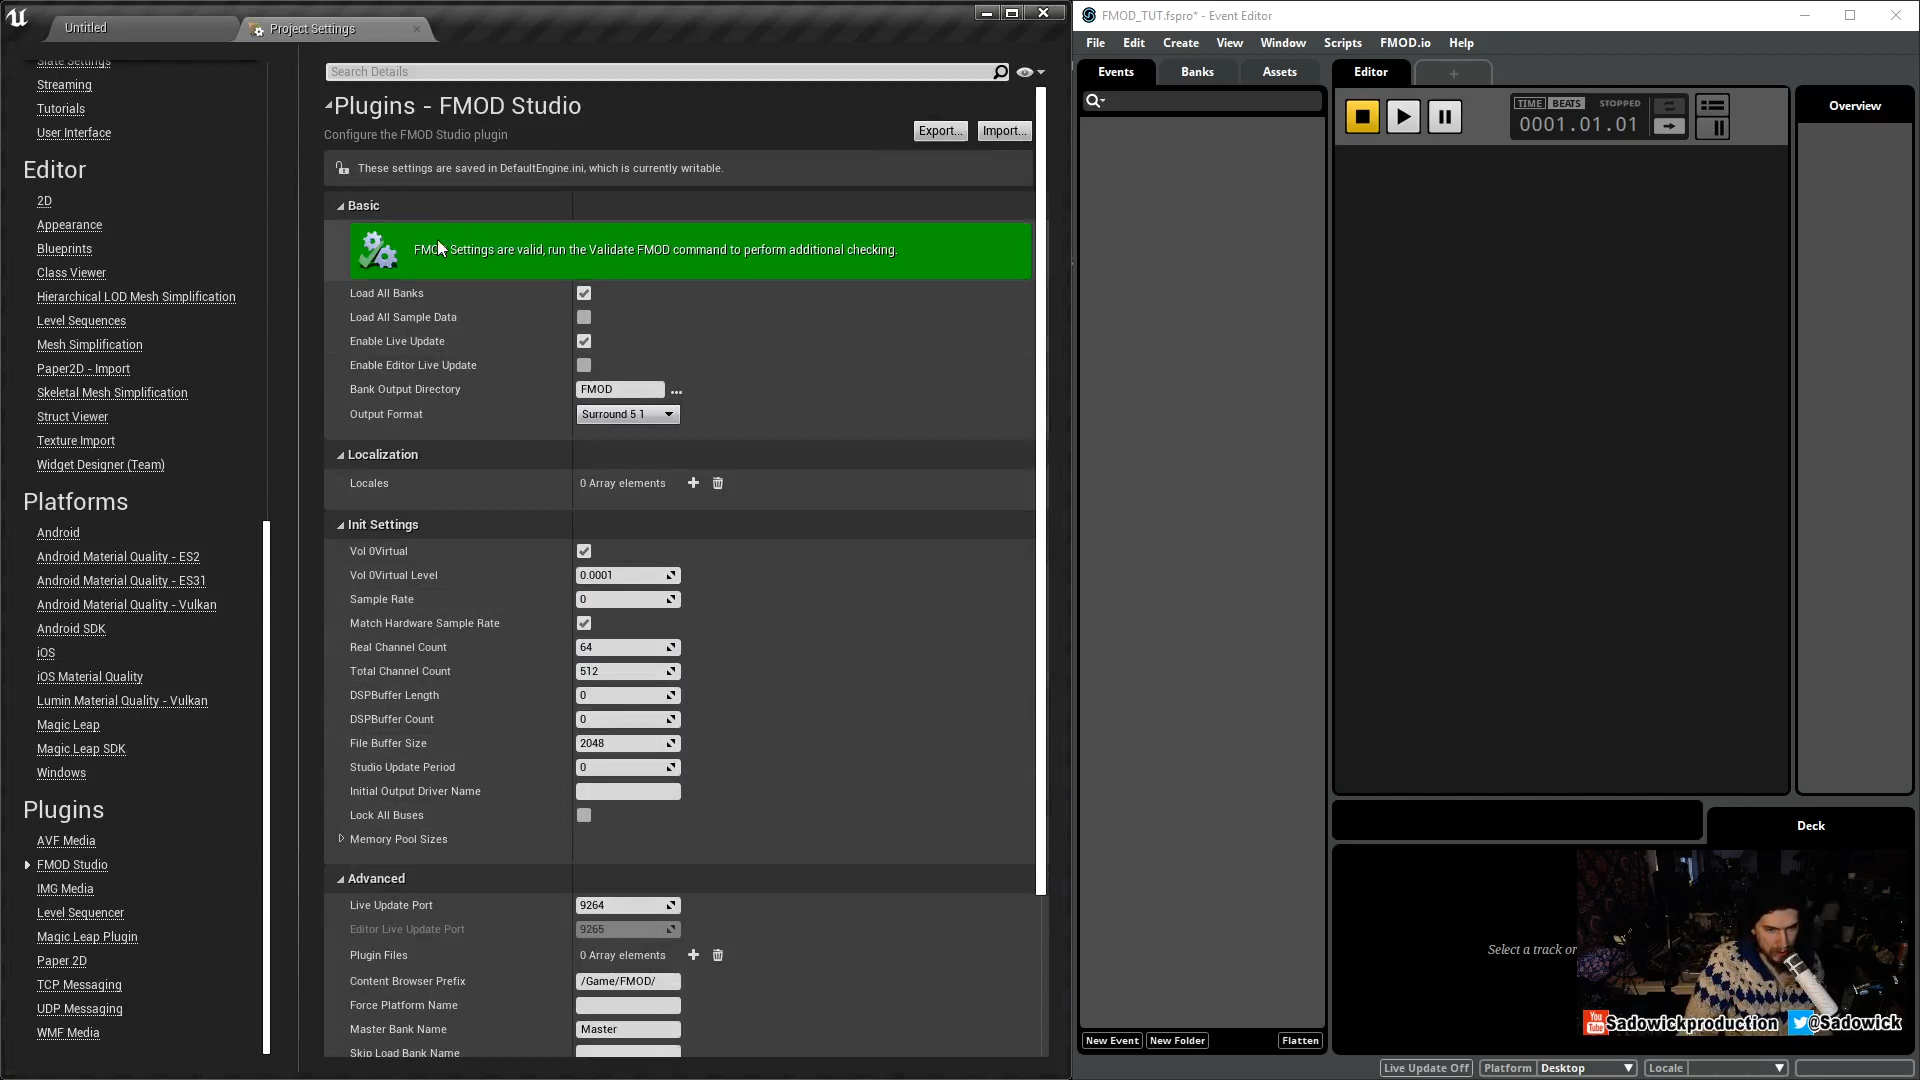 Untitled
Project Settings
Slate Settings
Streaming
Tutorials
User Interface
Editor
2D
Appearance
Blueprints
Class Viewer
Hierarchical LOD Mesh Simplification
Level Sequences
Mesh Simplification
Paper2D - Import
Skeletal Mesh Simplification
Struct Viewer
Texture Import
Widget Designer (Team)
Platforms
Android
Android Material Quality - ES2
Android Material Quality - ES31
Android Material Quality - Vulkan
Android SDK
iOS
iOS Material Quality
Lumin Material Quality - Vulkan
Magic Leap
Magic Leap SDK
Windows
Plugins
AVF Media
FMOD Studio
IMG Media
Level Sequencer
Magic Leap Plugin
Paper 2D
TCP Messaging
UDP Messaging
WMF Media
Search Details
Plugins - FMOD Studio
Configure the FMOD Studio plugin
Export...
Import...
These settings are saved in DefaultEngine.ini, which is currently writable.
Basic
Settings are valid, run the Validate FMOD command to perform additional checking.
Load All Banks
Load All Sample Data
Enable Live Update
Enable Editor Live Update
Bank Output Directory FMOD ...
Output Format Surround 5 1
Localization
Locales 0 Array elements
Init Settings
Vol 0Virtual
Vol 0Virtual Level 0.0001
Sample Rate 0
Match Hardware Sample Rate
Real Channel Count 64
Total Channel Count 512
DSPBuffer Length 0
DSPBuffer Count 0
File Buffer Size 2048
Studio Update Period 0
Initial Output Driver Name
Lock All Buses
Memory Pool Sizes
Advanced
Live Update Port 9264
Editor Live Update Port 9265
Plugin Files 0 Array elements
Content Browser Prefix /Game/FMOD/
Force Platform Name
Master Bank Name Master
Skip Load Bank Name
FMOD_TUT.fspro* - Event Editor
File Edit Create View Window Scripts FMOD.io Help
Events Banks Assets
Editor +
TIME BEATS STOPPED
0001.01.01
Overview
Deck
Select a track or
You Tube Sadowickproduction @Sadowick
New Event New Folder Flatten
Live Update Off Platform Desktop Locale